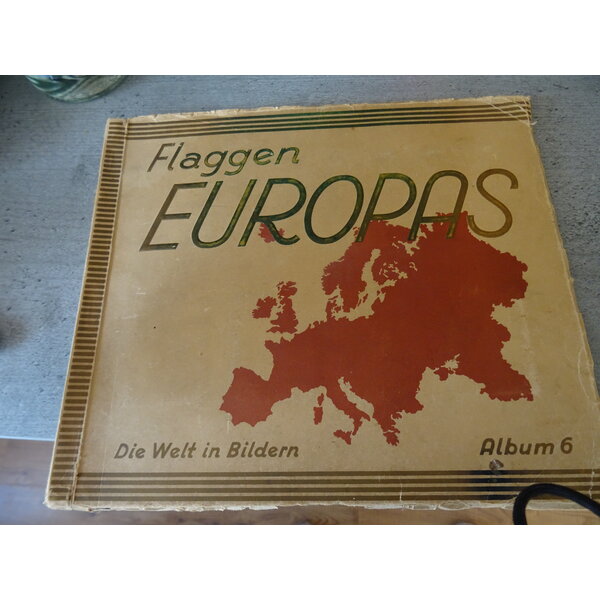 Flaggen
EUROPAS
Die Welt in Bildern
Album 6